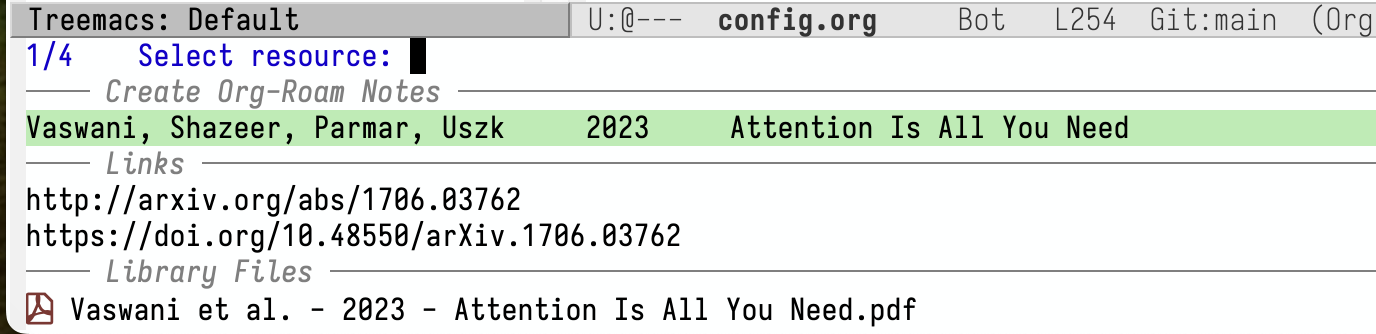 Treemacs: Default U:@--- config.org Bot L254 Git:main (Org
1/4 Select resource:
Create Org-Roam Notes
Vaswani, Shazeer, Parmar, Uszk 2023 Attention Is All You Need
Links
http://arxiv.org/abs/1706.03762
https://doi.org/10.48550/arXiv.1706.03762
Library Files
Vaswani et al. - 2023 - Attention Is All You Need.pdf